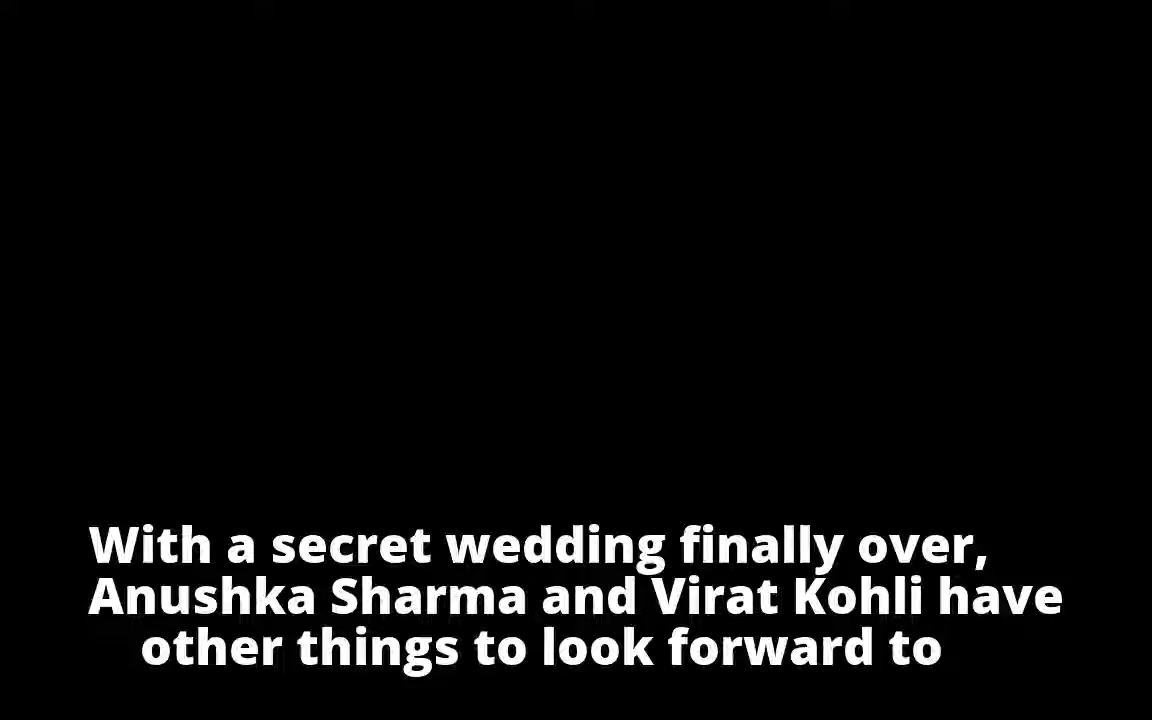 With a secret wedding finally over,
Anushka Sharma and Virat Kohli have
other things to look forward to